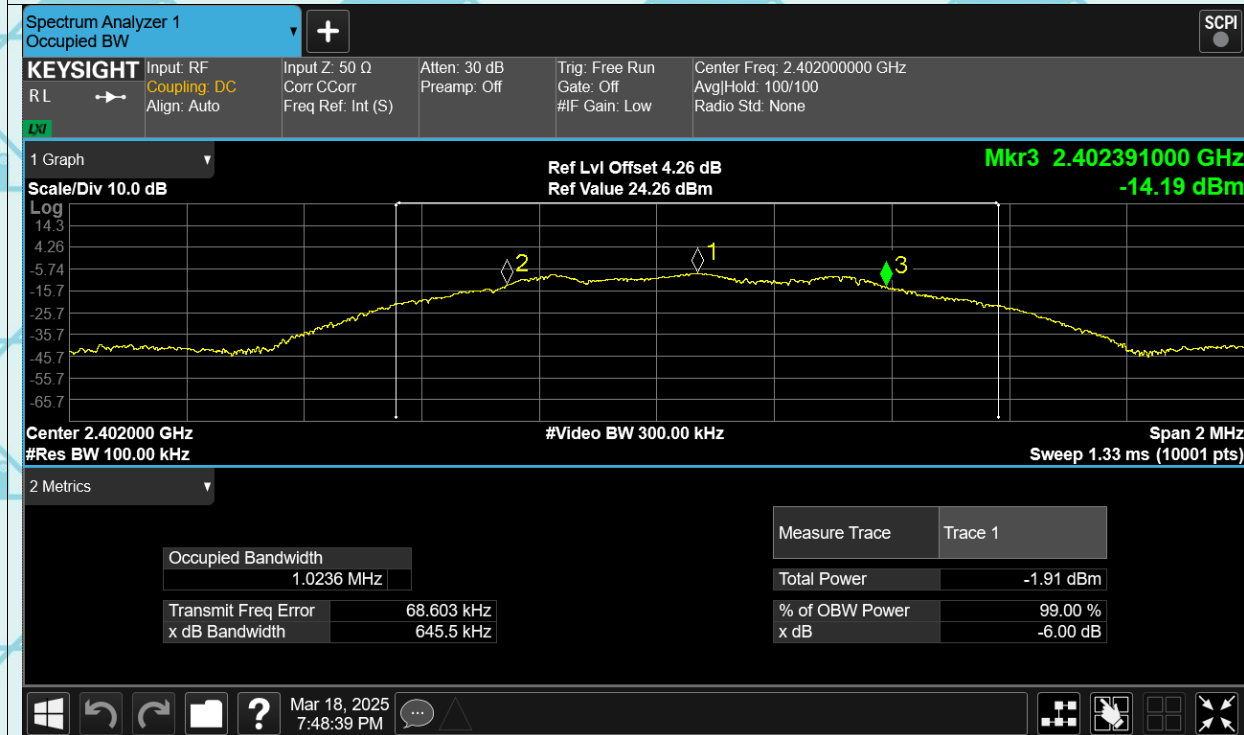 Spectrum Analyzer 1
Occupied BW
SCPI
KEYSIGHT
RL
LXI
Input: RF
Coupling: DC
Align: Auto
Input Z: 50 Ω
Corr CCorr
Freq Ref: Int (S)
Atten: 30 dB
Preamp: Off
Trig: Free Run
Gate: Off
#IF Gain: Low
Center Freq: 2.402000000 GHz
Avg|Hold: 100/100
Radio Std: None
1 Graph
Scale/Div 10.0 dB
Ref Lvl Offset 4.26 dB
Ref Value 24.26 dBm
Mkr3 2.402391000 GHz
-14.19 dBm
Log
14.3
4.26
-5.74
-15.7
-25.7
-35.7
-45.7
-55.7
-65.7
2
1
3
Center 2.402000 GHz
#Res BW 100.00 kHz
#Video BW 300.00 kHz
Span 2 MHz
Sweep 1.33 ms (10001 pts)
2 Metrics
Occupied Bandwidth
1.0236 MHz
Transmit Freq Error 68.603 kHz
x dB Bandwidth 645.5 kHz
Measure Trace Trace 1
Total Power -1.91 dBm
% of OBW Power 99.00 %
x dB -6.00 dB
?
Mar 18, 2025
7:48:39 PM